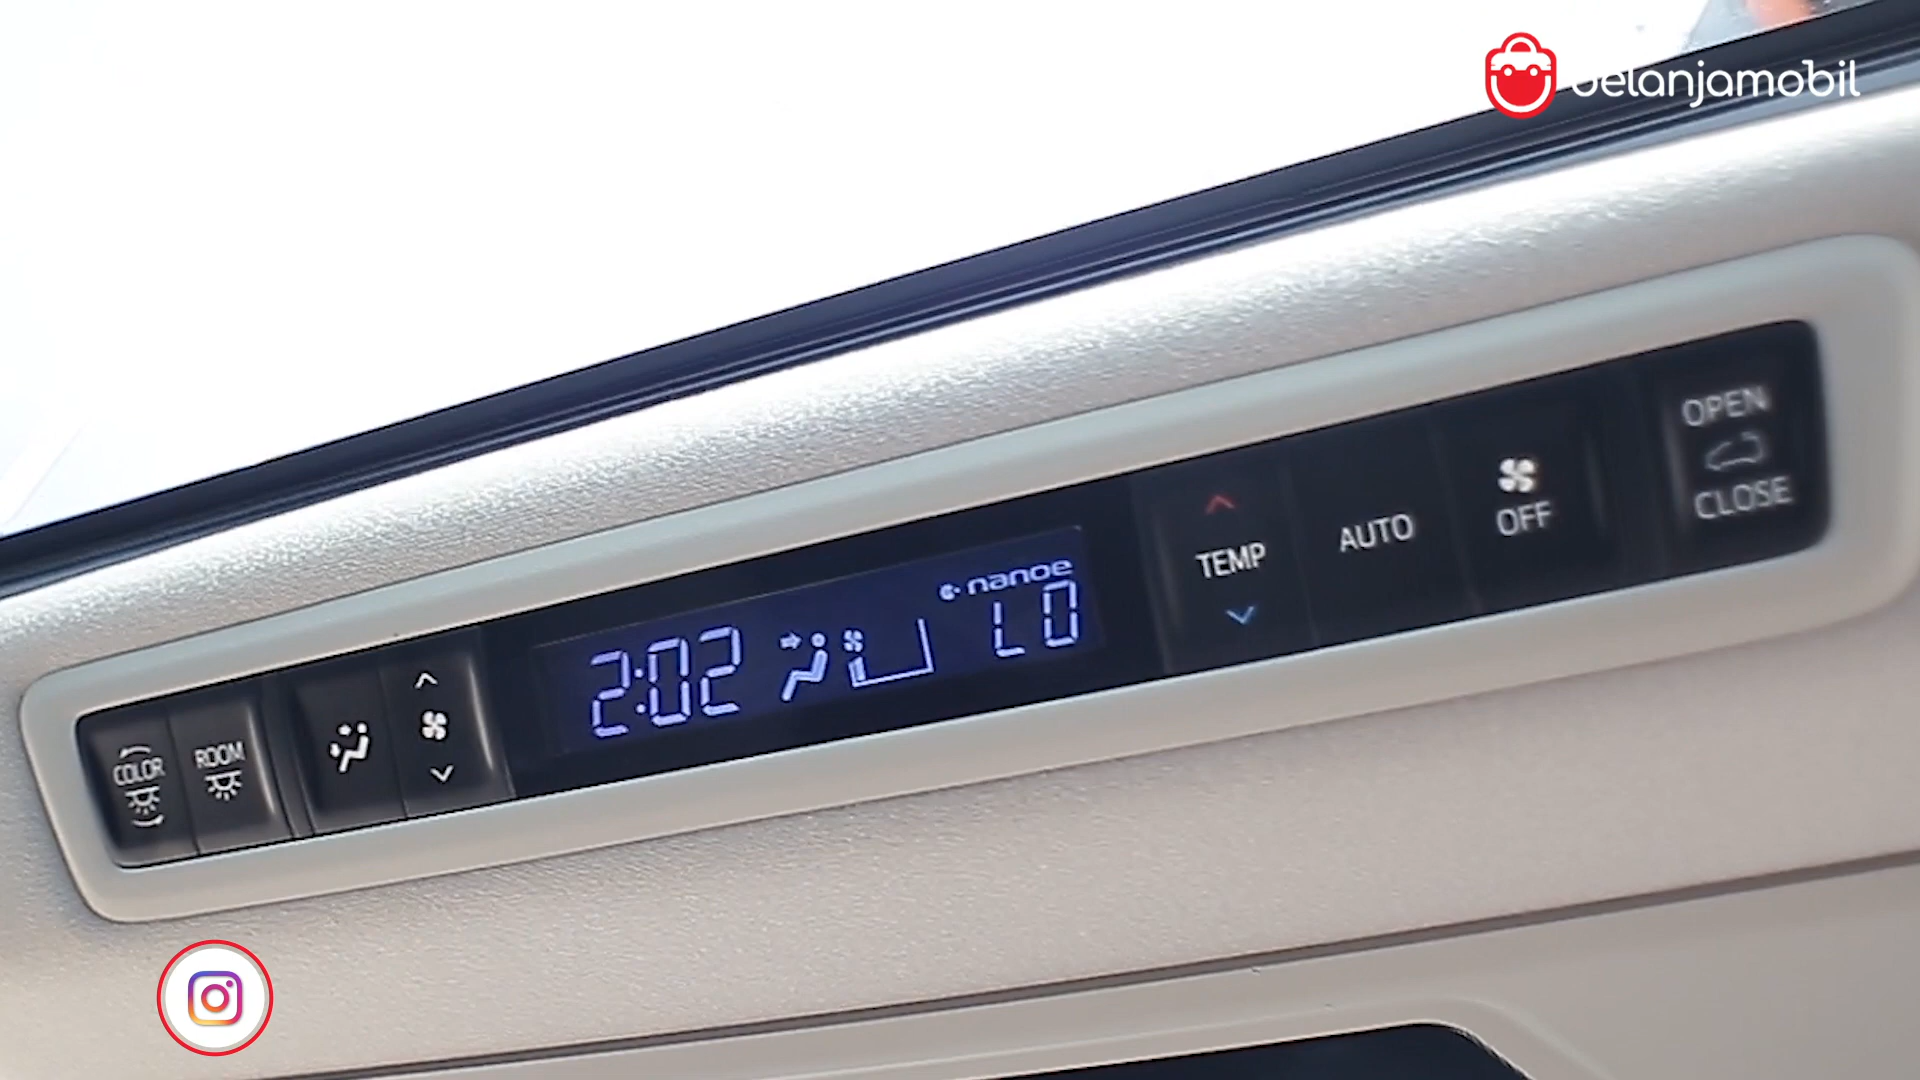 belanjamobil
OPEN
CLOSE
OFF
AUTO
TEMP
nanoe
LO
2:02
ROOM
COLOR